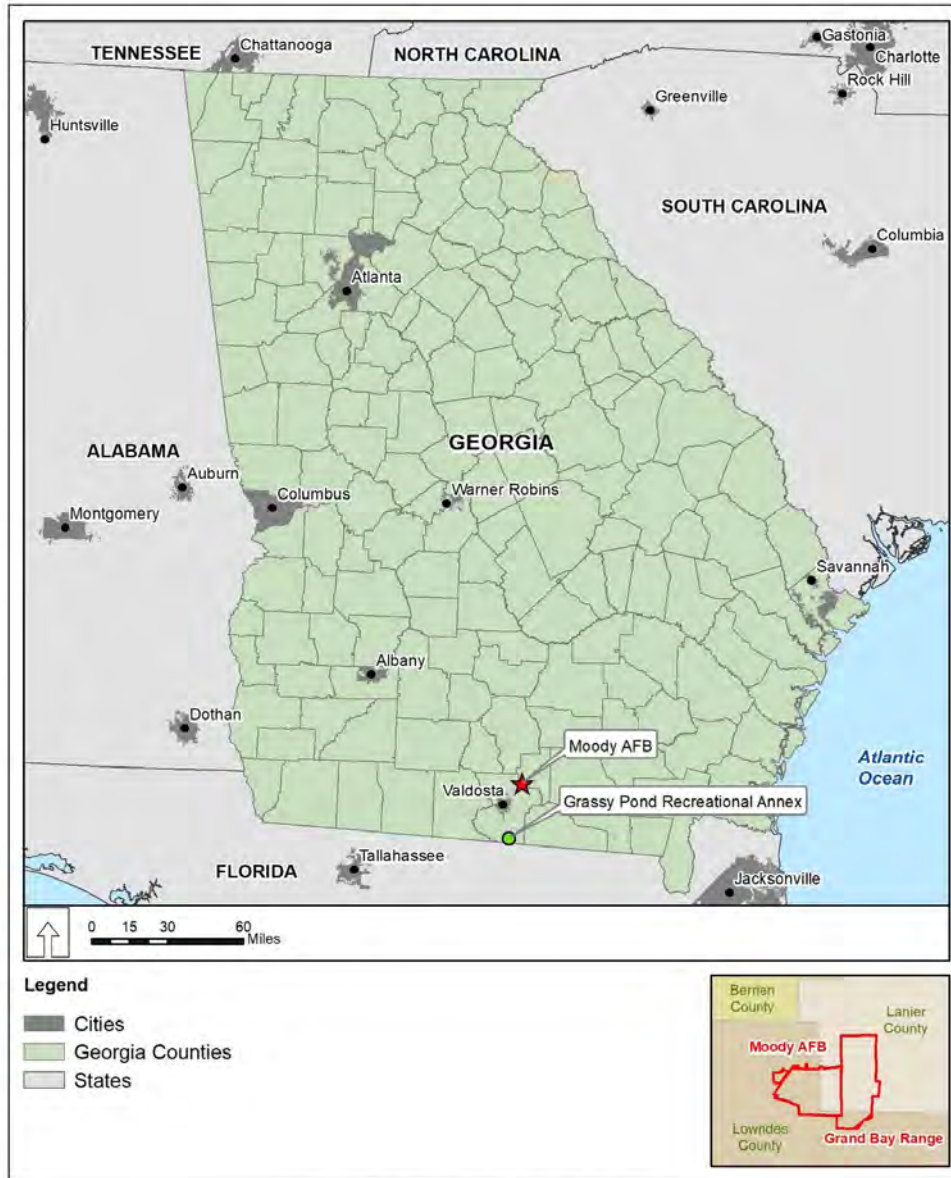 TENNESSEE
Chattanooga
NORTH CAROLINA
Gastonia
Charlotte
Rock Hill
Huntsville
Greenville
SOUTH CAROLINA
Columbia
Atlanta
ALABAMA
GEORGIA
Auburn
Columbus
Warner Robins
Montgomery
Savannah
Albany
Dothan
Moody AFB
Atlantic
Ocean
Valdosta
Grassy Pond Recreational Annex
Tallahassee
FLORIDA
Jacksonville
0 15 30 60
Miles
Legend
Cities
Georgia Counties
States
Berrien
County
Lanier
County
Moody AFB
Lowndes
County
Grand Bay Range